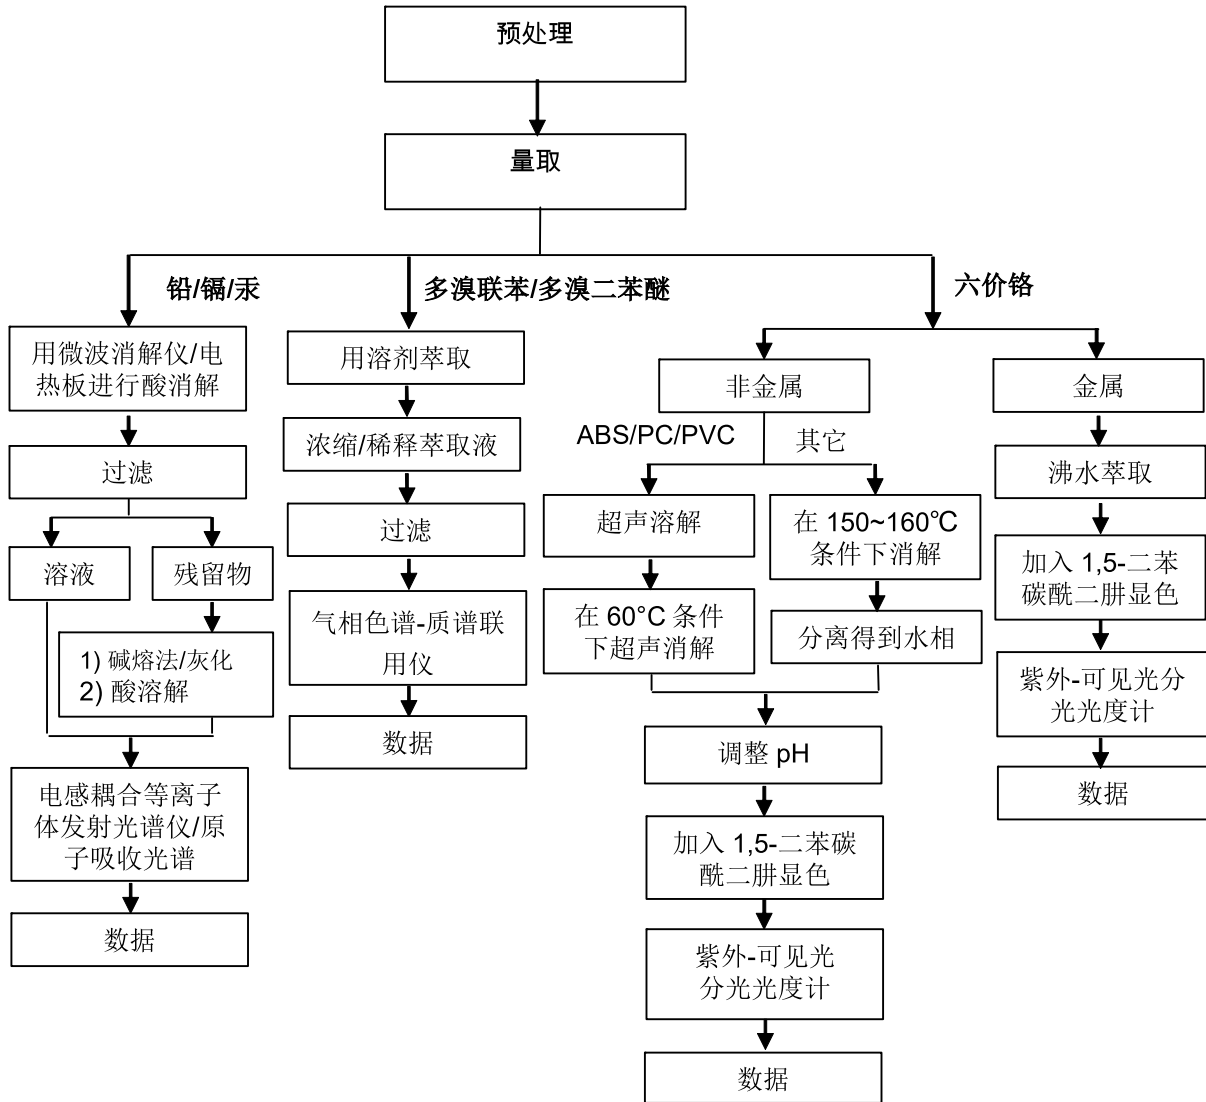 预处理
量取
铅/镉/汞
用微波消解仪/电
热板进行酸消解
过滤
溶液
残留物
1) 碱熔法/灰化
2) 酸溶解
电感耦合等离子
体发射光谱仪/原
子吸收光谱
数据
多溴联苯/多溴二苯醚
用溶剂萃取
浓缩/稀释萃取液
过滤
气相色谱-质谱联
用仪
数据
六价铬
非金属
ABS/PC/PVC
其它
超声溶解
在 60°C 条件
下超声消解
在 150~160℃
条件下消解
分离得到水相
调整 pH
加入 1,5-二苯碳
酰二肼显色
紫外-可见光
分光光度计
数据
金属
沸水萃取
加入 1,5-二苯
碳酰二肼显色
紫外-可见光分
光光度计
数据